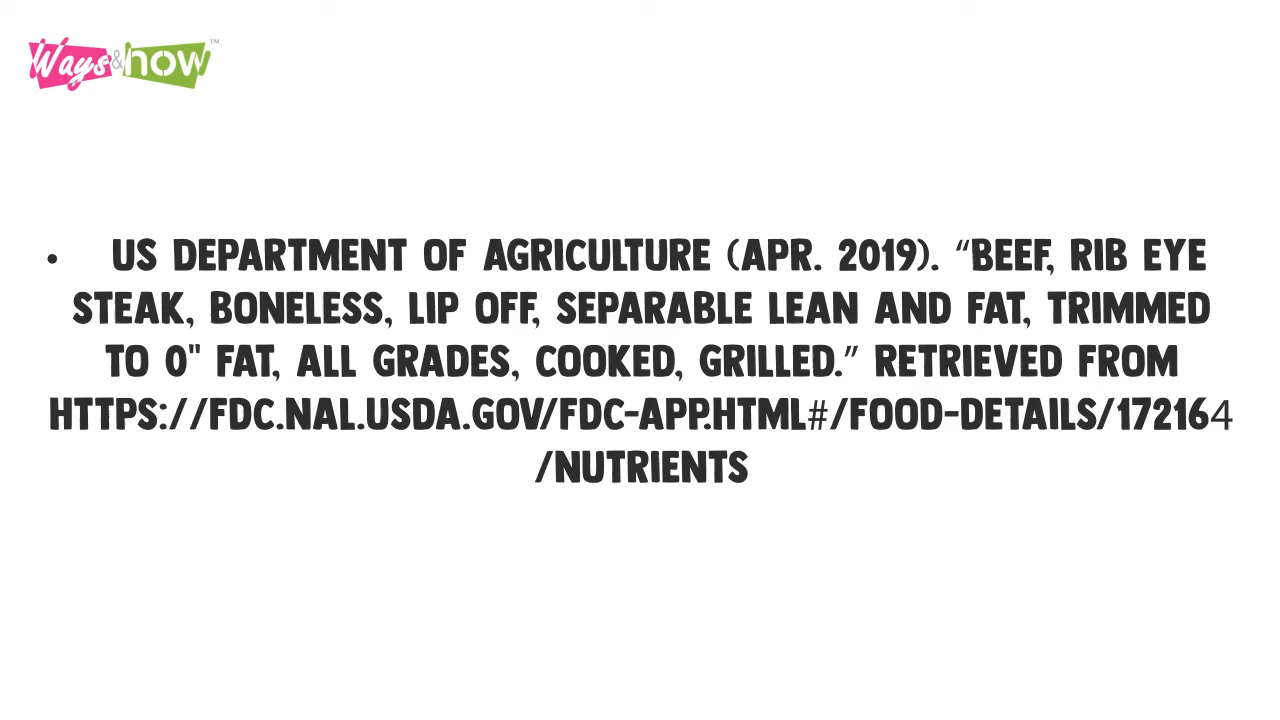 Ways&how™
• US DEPARTMENT OF AGRICULTURE (APR. 2019). “BEEF, RIB EYE
STEAK, BONELESS, LIP OFF, SEPARABLE LEAN AND FAT, TRIMMED
TO 0" FAT, ALL GRADES, COOKED, GRILLED.” RETRIEVED FROM
HTTPS://FDC.NAL.USDA.GOV/FDC-APP.HTML#/FOOD-DETAILS/172164
/NUTRIENTS